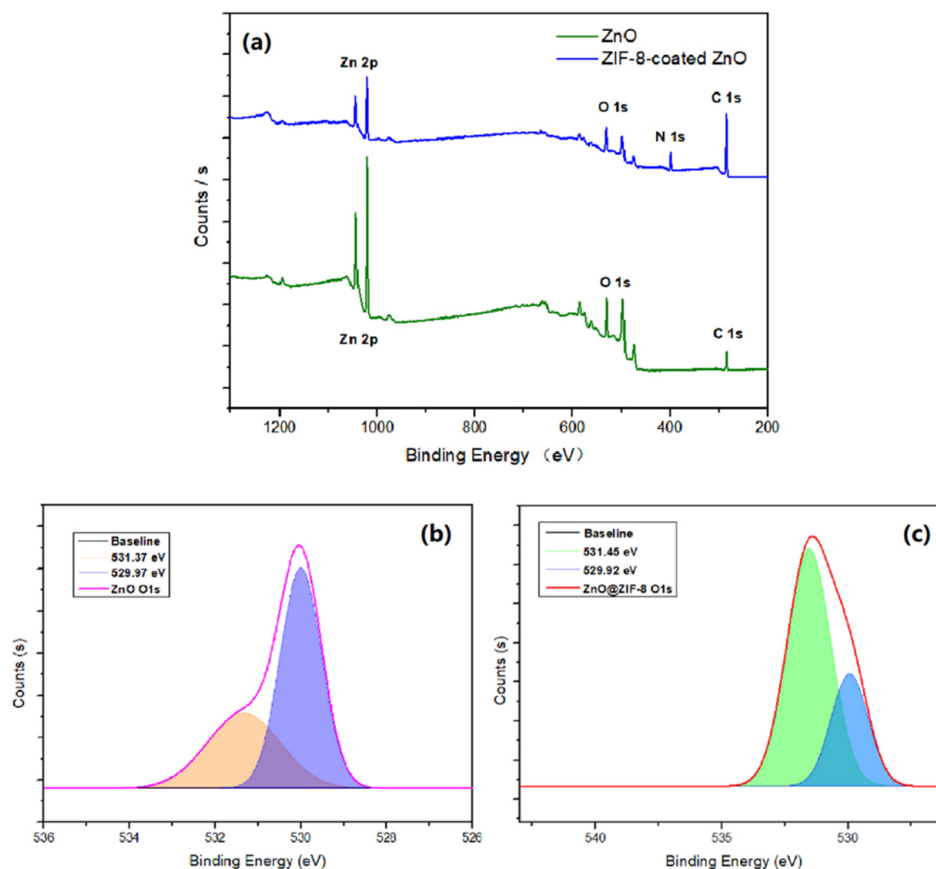 (a)
ZnO
ZIF-8-coated ZnO
Zn 2p
O 1s
N 1s
C 1s
Zn 2p
O 1s
C 1s
Counts / s
1200 1000 800 600 400 200
Binding Energy （eV）
(b)
Baseline
531.37 eV
529.97 eV
ZnO O1s
Counts (s)
536 534 532 530 528 526
Binding Energy (eV)
(c)
Baseline
531.45 eV
529.92 eV
ZnO@ZIF-8 O1s
Counts (s)
540 535 530
Binding Energy (eV)